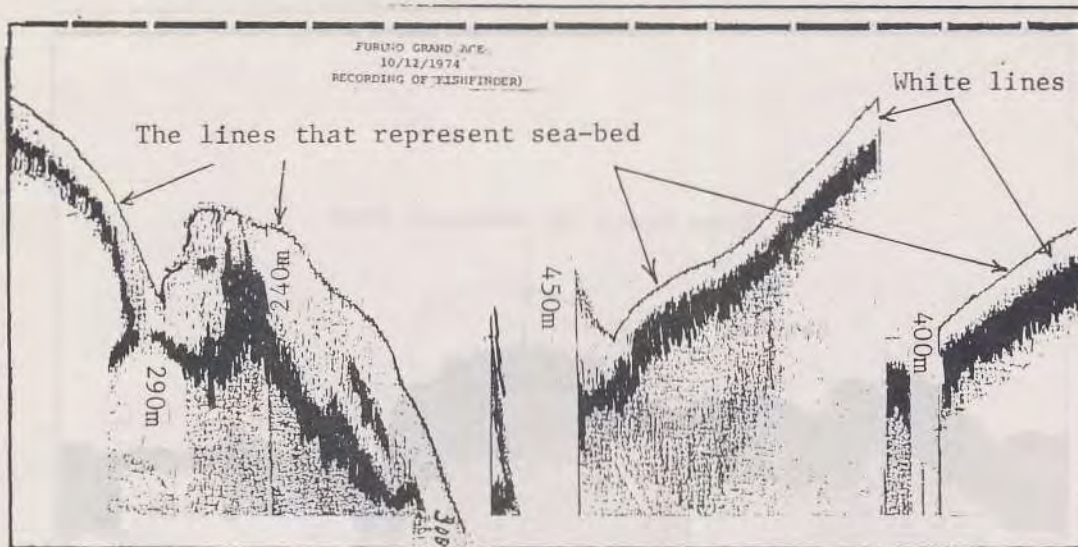 FURUNO GRAND ACE
10/12/1974
RECORDING OF FISHFINDER)
White lines
The lines that represent sea-bed
240m
450m
400m
290m